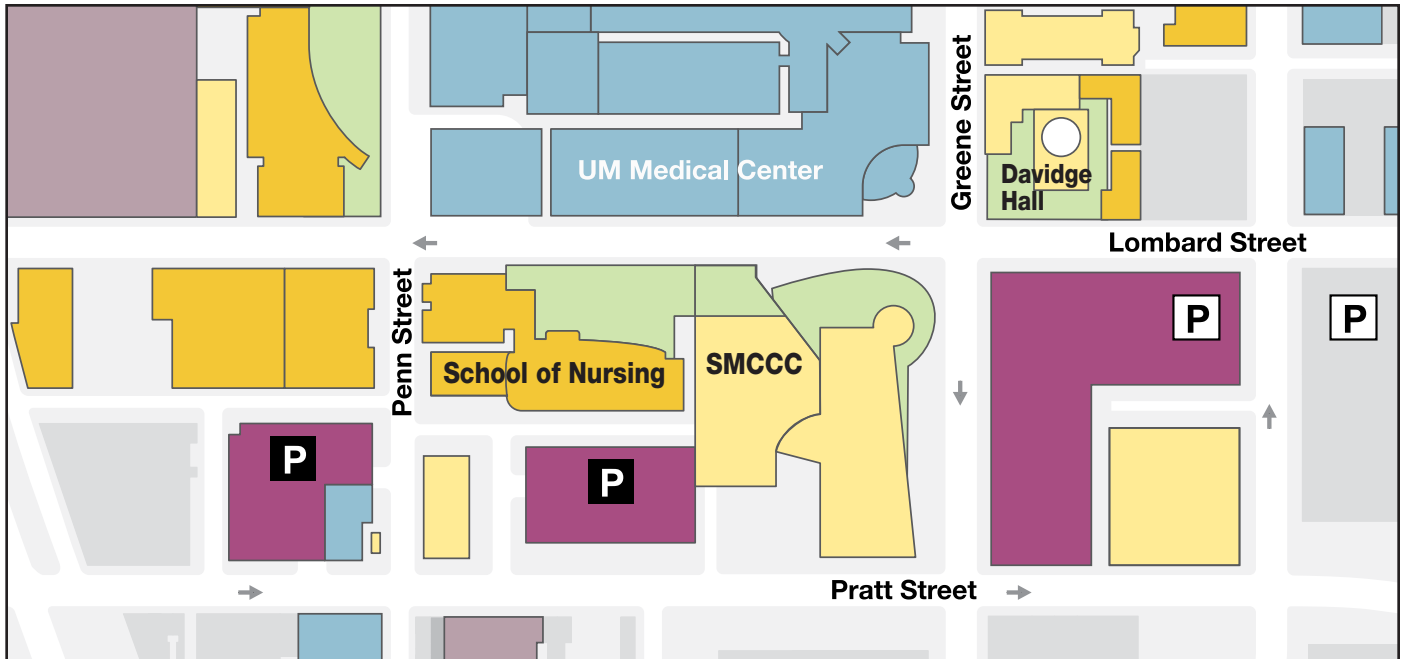 Greene Street
UM Medical Center
Davidge
Hall
Lombard Street
Penn Street
P
P
SMCCC
School of Nursing
P
P
Pratt Street